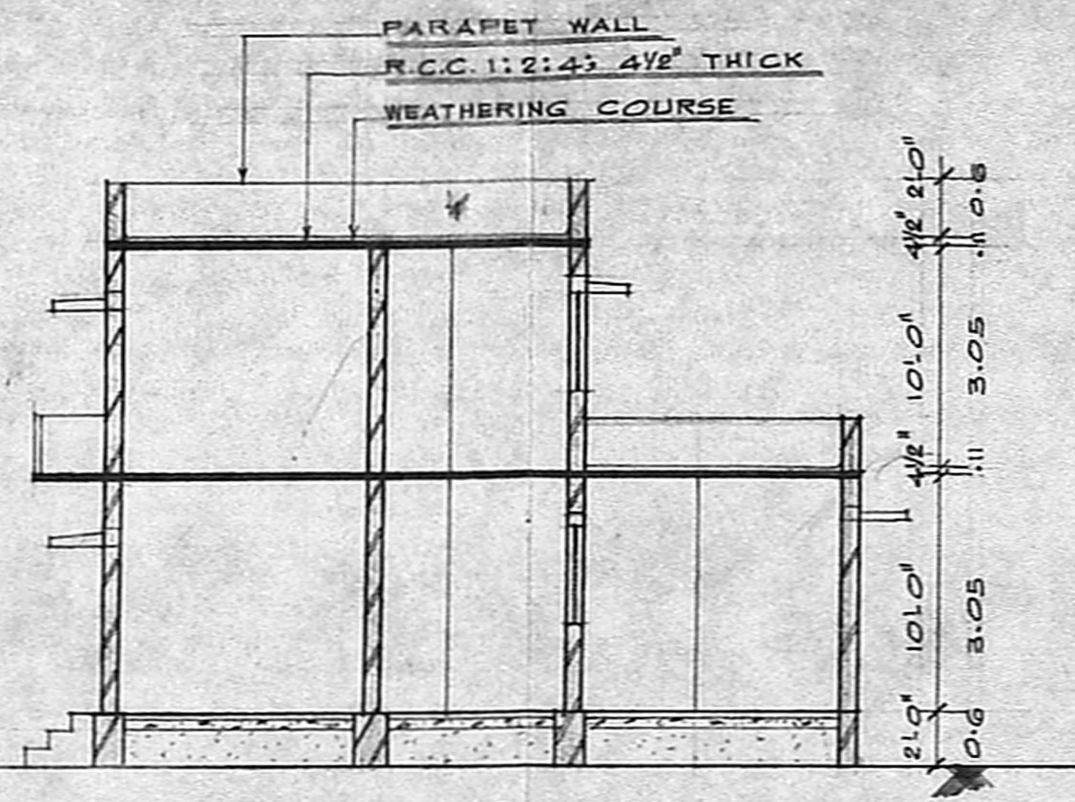 PARAPET WALL
R.C.C. 1:2:4; 4½" THICK
WEATHERING COURSE
2'-0" 0.6
4½" .11
10'-0" 3.05
4½" .11
10'-0" 3.05
2'-0" 0.6